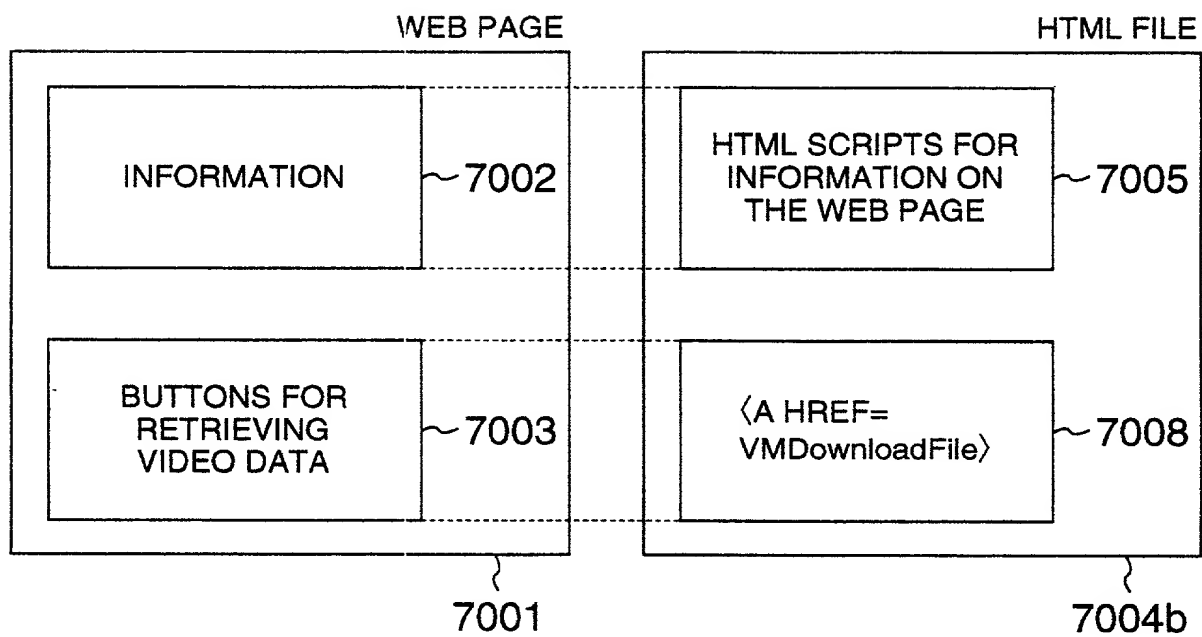 WEB PAGE
HTML FILE
INFORMATION
7002
HTML SCRIPTS FOR
INFORMATION ON
THE WEB PAGE
7005
BUTTONS FOR
RETRIEVING
VIDEO DATA
7003
〈A HREF=
VMDownloadFile〉
7008
7001
7004b